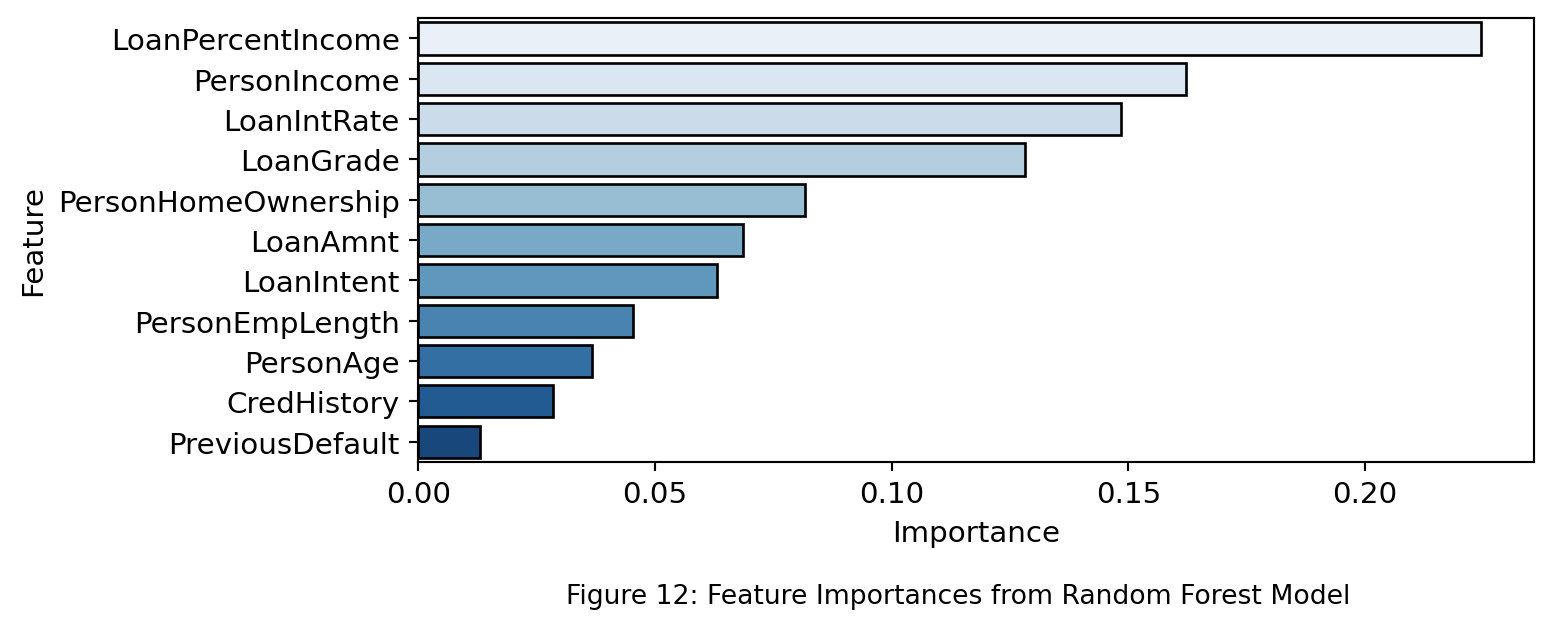 LoanPercentIncome
PersonIncome
LoanIntRate
LoanGrade
PersonHomeOwnership
LoanAmnt
LoanIntent
PersonEmpLength
PersonAge
CredHistory
PreviousDefault
Feature
0.00 0.05 0.10 0.15 0.20
Importance
Figure 12: Feature Importances from Random Forest Model